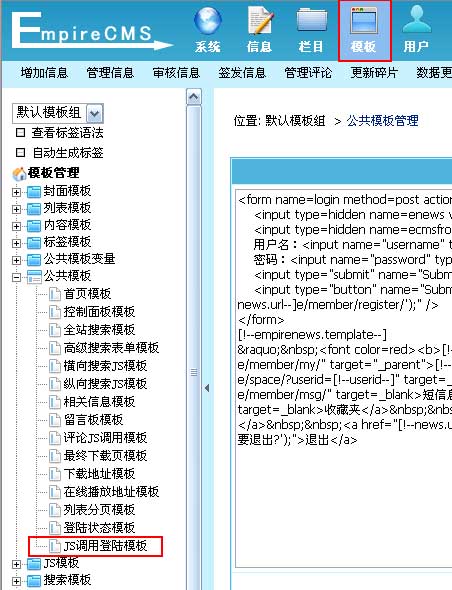 EmpireCMS
系统 信息 栏目 模板 用户
增加信息 管理信息 审核信息 签发信息 管理评论 更新碎片 数据更
默认模板组
查看标签语法
自动生成标签
模板管理
封面模板
列表模板
内容模板
标签模板
公共模板变量
公共模板
首页模板
控制面板模板
全站搜索模板
高级搜索表单模板
横向搜索JS模板
纵向搜索JS模板
相关信息模板
留言板模板
评论JS调用模板
最终下载页模板
下载地址模板
在线播放地址模板
列表分页模板
登陆状态模板
JS调用登陆模板
JS模板
搜索模板
位置: 默认模板组 > 公共模板管理
<form name=login method=post action
<input type=hidden name=enews v
<input type=hidden name=ecmsfro
用户名：<input name="username" t
密码：<input name="password" typ
<input type="submit" name="Subm
<input type="button" name="Subm
news.url--]e/member/register/');" />
</form>
[!--empirenews.template--]
&raquo;&nbsp;<font color=red><b>[!--
e/member/my/" target="_parent">[!--
e/space/?userid=[!--userid--]" target=_
e/member/msg/" target=_blank>短信息
target=_blank>收藏夹</a>&nbsp;&nb
</a>&nbsp;&nbsp;<a href="[!--news.u
要退出?');">退出</a>